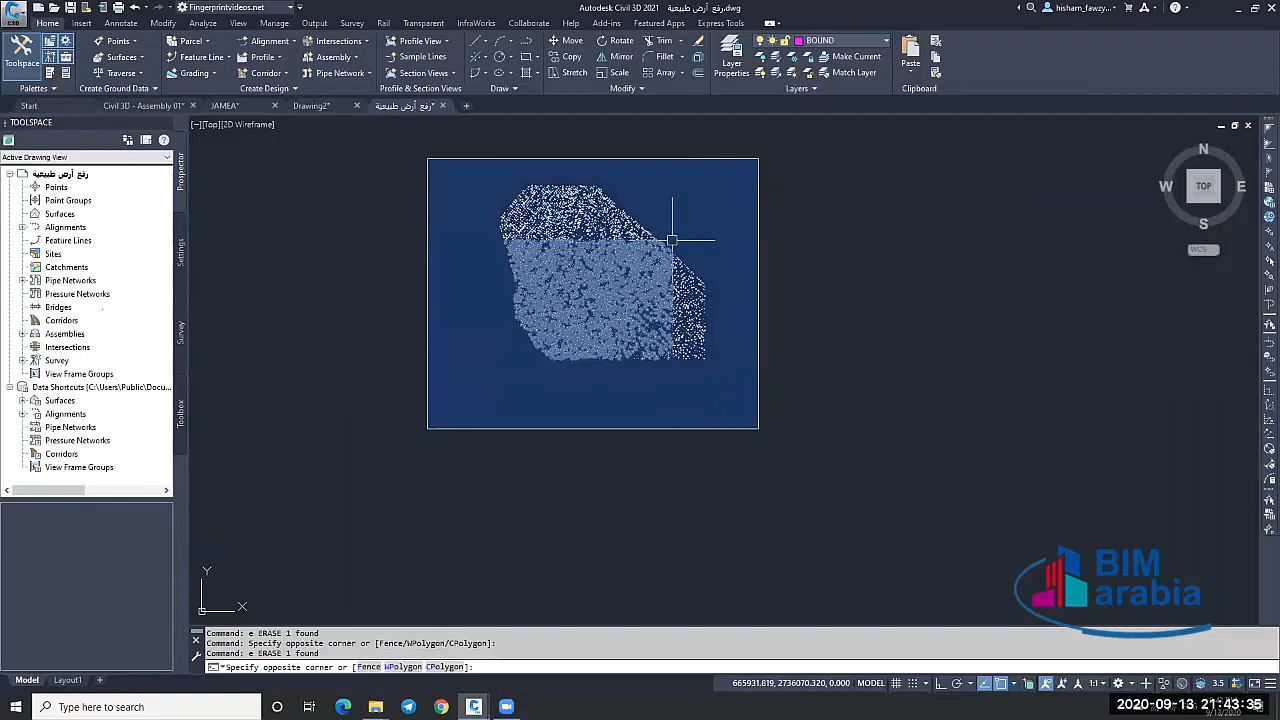 Fingerprintvideos.net
Autodesk Civil 3D 2021 رفع أرض طبيعية.dwg
hisham_fawzy...
Home Insert Annotate Modify Analyze View Manage Output Survey Rail Transparent InfraWorks Collaborate Help Add-ins Featured Apps Express Tools
Toolspace
Points
Surfaces
Traverse
Parcel
Feature Line
Grading
Alignment
Profile
Corridor
Intersections
Assembly
Pipe Network
Profile View
Sample Lines
Section Views
Move
Copy
Stretch
Rotate
Mirror
Scale
Trim
Fillet
Array
Layer Properties
BOUND
Make Current
Match Layer
Paste
Palettes Create Ground Data Create Design Profile & Section Views Draw Modify Layers Clipboard
Start Civil 3D - Assembly 01* JAMEA* Drawing2* رفع أرض طبيعية*
TOOLSPACE
[−][Top][2D Wireframe]
Active Drawing View
رفع أرض طبيعية
Points
Point Groups
Surfaces
Alignments
Feature Lines
Sites
Catchments
Pipe Networks
Pressure Networks
Bridges
Corridors
Assemblies
Intersections
Survey
View Frame Groups
Data Shortcuts [C:\Users\Public\Docu...
Surfaces
Alignments
Pipe Networks
Pressure Networks
Corridors
View Frame Groups
Prospector
Settings
Survey
Toolbox
N
W TOP E
S
WCS
Y
X
BIM
arabia
Command: e ERASE 1 found
Command: Specify opposite corner or [Fence/WPolygon/CPolygon]:
Command: e ERASE 1 found
Specify opposite corner or [Fence WPolygon CPolygon]:
Model Layout1
665931.819, 2736070.320, 0.000 MODEL 1:1 3.5
Type here to search
2020-09-13 21:43:35